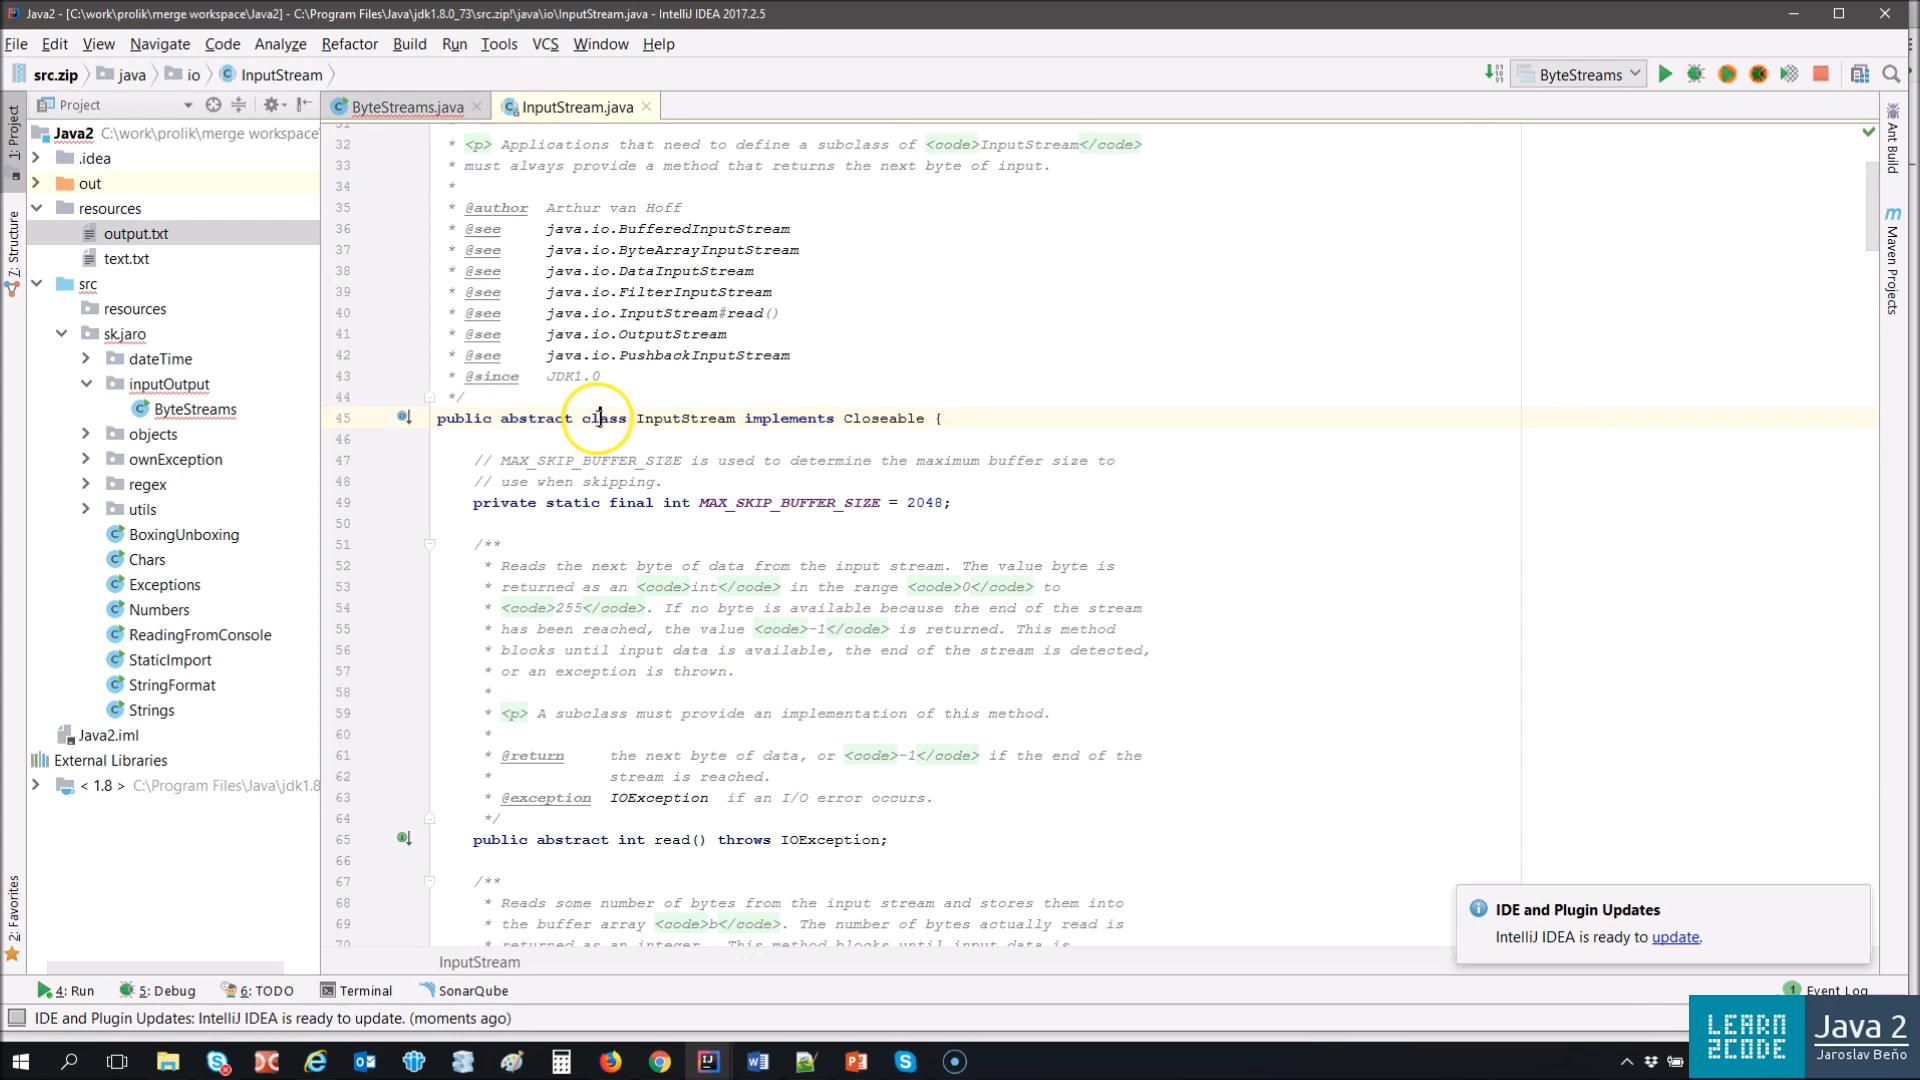 Java2 - [C:\work\prolik\merge workspace\Java2] - C:\Program Files\Java\jdk1.8.0_73\src.zip!\java\io\InputStream.java - IntelliJ IDEA 2017.2.5
File Edit View Navigate Code Analyze Refactor Build Run Tools VCS Window Help
src.zip java io InputStream ByteStreams
Project
ByteStreams.java InputStream.java
1: Project
7: Structure
2: Favorites
Java2 C:\work\prolik\merge workspace
.idea
out
resources
output.txt
text.txt
src
resources
sk.jaro
dateTime
inputOutput
ByteStreams
objects
ownException
regex
utils
BoxingUnboxing
Chars
Exceptions
Numbers
ReadingFromConsole
StaticImport
StringFormat
Strings
Java2.iml
External Libraries
< 1.8 > C:\Program Files\Java\jdk1.8
31 *
32 * <p> Applications that need to define a subclass of <code>InputStream</code>
33 * must always provide a method that returns the next byte of input.
34 *
35 * @author Arthur van Hoff
36 * @see java.io.BufferedInputStream
37 * @see java.io.ByteArrayInputStream
38 * @see java.io.DataInputStream
39 * @see java.io.FilterInputStream
40 * @see java.io.InputStream#read()
41 * @see java.io.OutputStream
42 * @see java.io.PushbackInputStream
43 * @since JDK1.0
44 */
45 public abstract class InputStream implements Closeable {
46
47 // MAX_SKIP_BUFFER_SIZE is used to determine the maximum buffer size to
48 // use when skipping.
49 private static final int MAX_SKIP_BUFFER_SIZE = 2048;
50
51 /**
52 * Reads the next byte of data from the input stream. The value byte is
53 * returned as an <code>int</code> in the range <code>0</code> to
54 * <code>255</code>. If no byte is available because the end of the stream
55 * has been reached, the value <code>-1</code> is returned. This method
56 * blocks until input data is available, the end of the stream is detected,
57 * or an exception is thrown.
58 *
59 * <p> A subclass must provide an implementation of this method.
60 *
61 * @return the next byte of data, or <code>-1</code> if the end of the
62 * stream is reached.
63 * @exception IOException if an I/O error occurs.
64 */
65 public abstract int read() throws IOException;
66
67 /**
68 * Reads some number of bytes from the input stream and stores them into
69 * the buffer array <code>b</code>. The number of bytes actually read is
70 * returned as an integer. This method blocks until input data is
InputStream
Ant Build
Maven Projects
IDE and Plugin Updates
IntelliJ IDEA is ready to update.
4: Run 5: Debug 6: TODO Terminal SonarQube 1 Event Log
IDE and Plugin Updates: IntelliJ IDEA is ready to update. (moments ago)
LEARN
2CODE
Java 2
Jaroslav Beňo